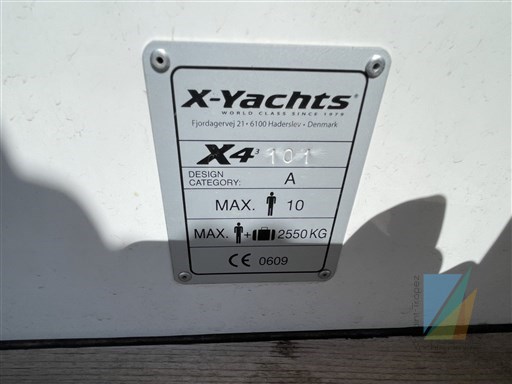 X-Yachts®
WORLD CLASS SINCE 1979
Fjordagervej 21 • 6100 Haderslev • Denmark
X4³ 101
DESIGN
CATEGORY: A
MAX. 10
MAX. + 2550 KG
CE 0609